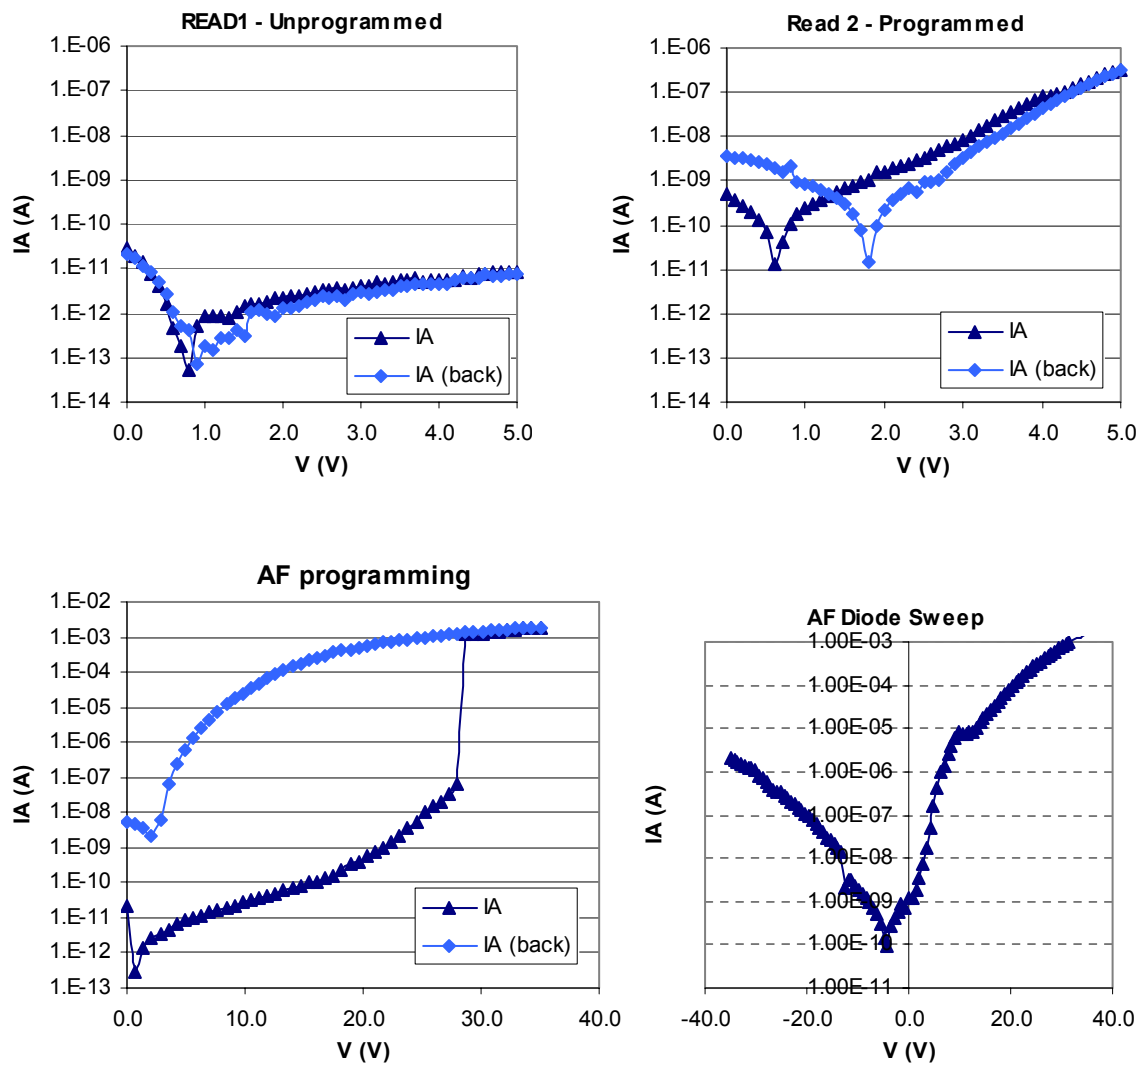 READ1 - Unprogrammed
1.E-06
1.E-07
1.E-08
1.E-09
1.E-10
1.E-11
1.E-12
1.E-13
1.E-14
IA (A)
IA
IA (back)
0.0 1.0 2.0 3.0 4.0 5.0
V (V)
Read 2 - Programmed
1.E-06
1.E-07
1.E-08
1.E-09
1.E-10
1.E-11
1.E-12
1.E-13
1.E-14
IA (A)
IA
IA (back)
0.0 1.0 2.0 3.0 4.0 5.0
V (V)
AF programming
1.E-02
1.E-03
1.E-04
1.E-05
1.E-06
1.E-07
1.E-08
1.E-09
1.E-10
1.E-11
1.E-12
1.E-13
IA (A)
IA
IA (back)
0.0 10.0 20.0 30.0 40.0
V (V)
AF Diode Sweep
1.00E-03
1.00E-04
1.00E-05
1.00E-06
1.00E-07
1.00E-08
1.00E-09
1.00E-10
1.00E-11
IA (A)
-40.0 -20.0 0.0 20.0 40.0
V (V)